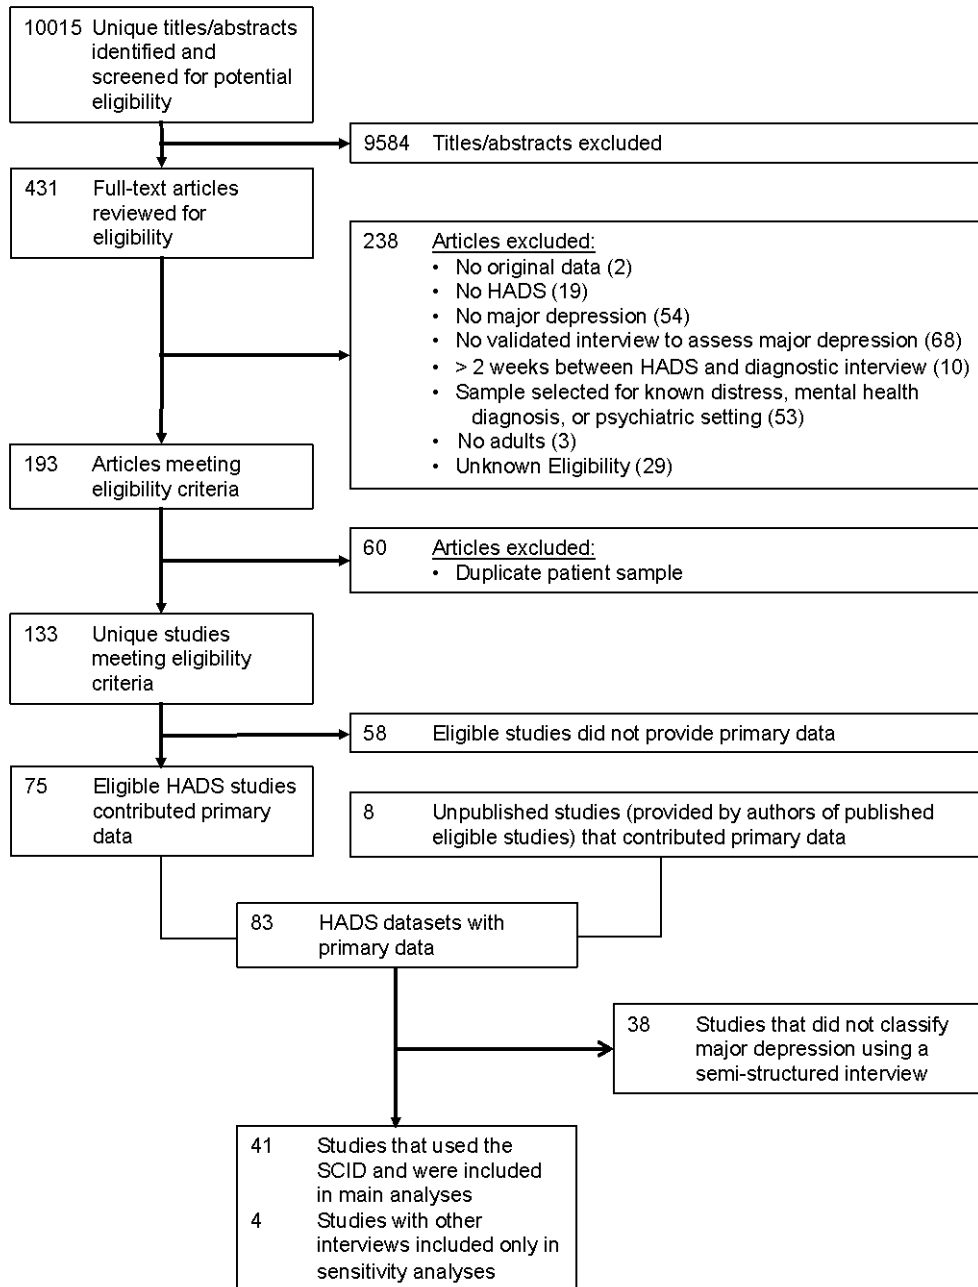 10015 Unique titles/abstracts
identified and
screened for potential
eligibility
9584 Titles/abstracts excluded
431 Full-text articles
reviewed for
eligibility
238 Articles excluded:
• No original data (2)
• No HADS (19)
• No major depression (54)
• No validated interview to assess major depression (68)
• > 2 weeks between HADS and diagnostic interview (10)
• Sample selected for known distress, mental health
diagnosis, or psychiatric setting (53)
• No adults (3)
• Unknown Eligibility (29)
193 Articles meeting
eligibility criteria
60 Articles excluded:
• Duplicate patient sample
133 Unique studies
meeting eligibility
criteria
58 Eligible studies did not provide primary data
75 Eligible HADS studies
contributed primary
data
8 Unpublished studies (provided by authors of published
eligible studies) that contributed primary data
83 HADS datasets with
primary data
38 Studies that did not classify
major depression using a
semi-structured interview
41 Studies that used the
SCID and were included
in main analyses
4 Studies with other
interviews included only in
sensitivity analyses